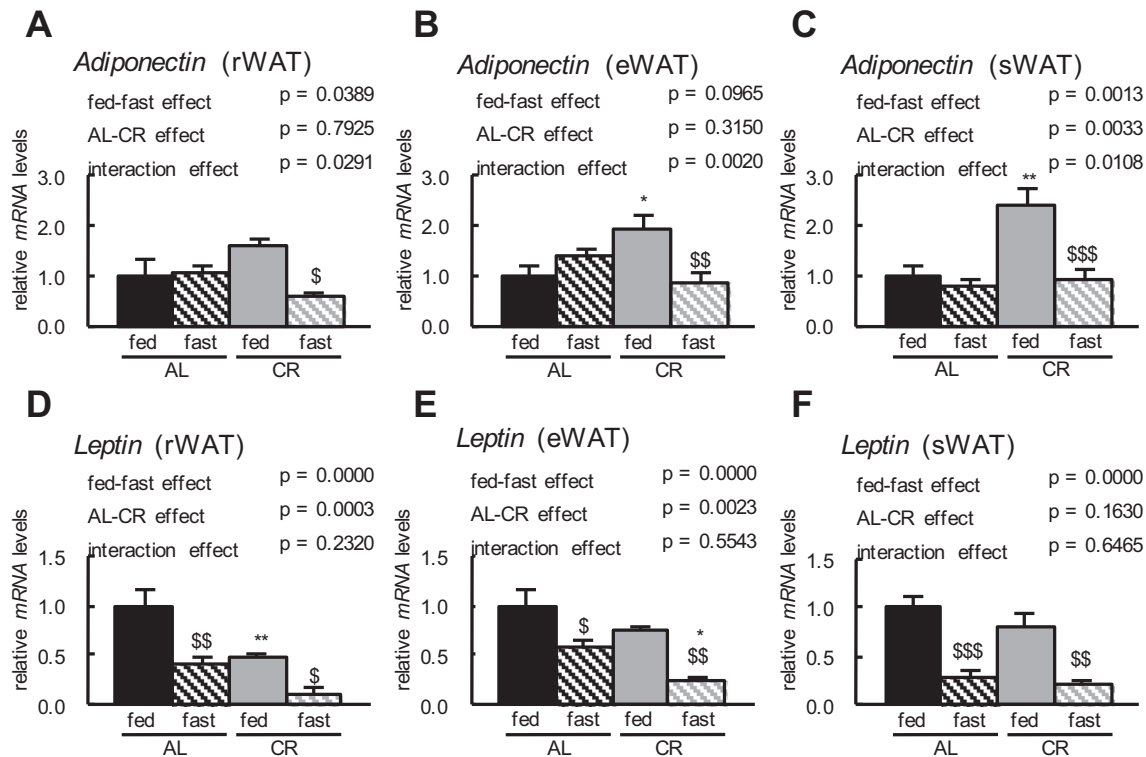 A
Adiponectin (rWAT)
fed-fast effect p = 0.0389
AL-CR effect p = 0.7925
interaction effect p = 0.0291
relative mRNA levels
3.0
2.0
1.0
0.0
$
fed fast fed fast
AL CR
B
Adiponectin (eWAT)
fed-fast effect p = 0.0965
AL-CR effect p = 0.3150
interaction effect p = 0.0020
relative mRNA levels
3.0
2.0
1.0
0.0
*
$$
fed fast fed fast
AL CR
C
Adiponectin (sWAT)
fed-fast effect p = 0.0013
AL-CR effect p = 0.0033
interaction effect p = 0.0108
relative mRNA levels
3.0
2.0
1.0
0.0
**
$$$
fed fast fed fast
AL CR
D
Leptin (rWAT)
fed-fast effect p = 0.0000
AL-CR effect p = 0.0003
interaction effect p = 0.2320
relative mRNA levels
1.5
1.0
0.5
0.0
$$
**
$
fed fast fed fast
AL CR
E
Leptin (eWAT)
fed-fast effect p = 0.0000
AL-CR effect p = 0.0023
interaction effect p = 0.5543
relative mRNA levels
1.5
1.0
0.5
0.0
$
*
$$
fed fast fed fast
AL CR
F
Leptin (sWAT)
fed-fast effect p = 0.0000
AL-CR effect p = 0.1630
interaction effect p = 0.6465
relative mRNA levels
1.5
1.0
0.5
0.0
$$$
$$
fed fast fed fast
AL CR